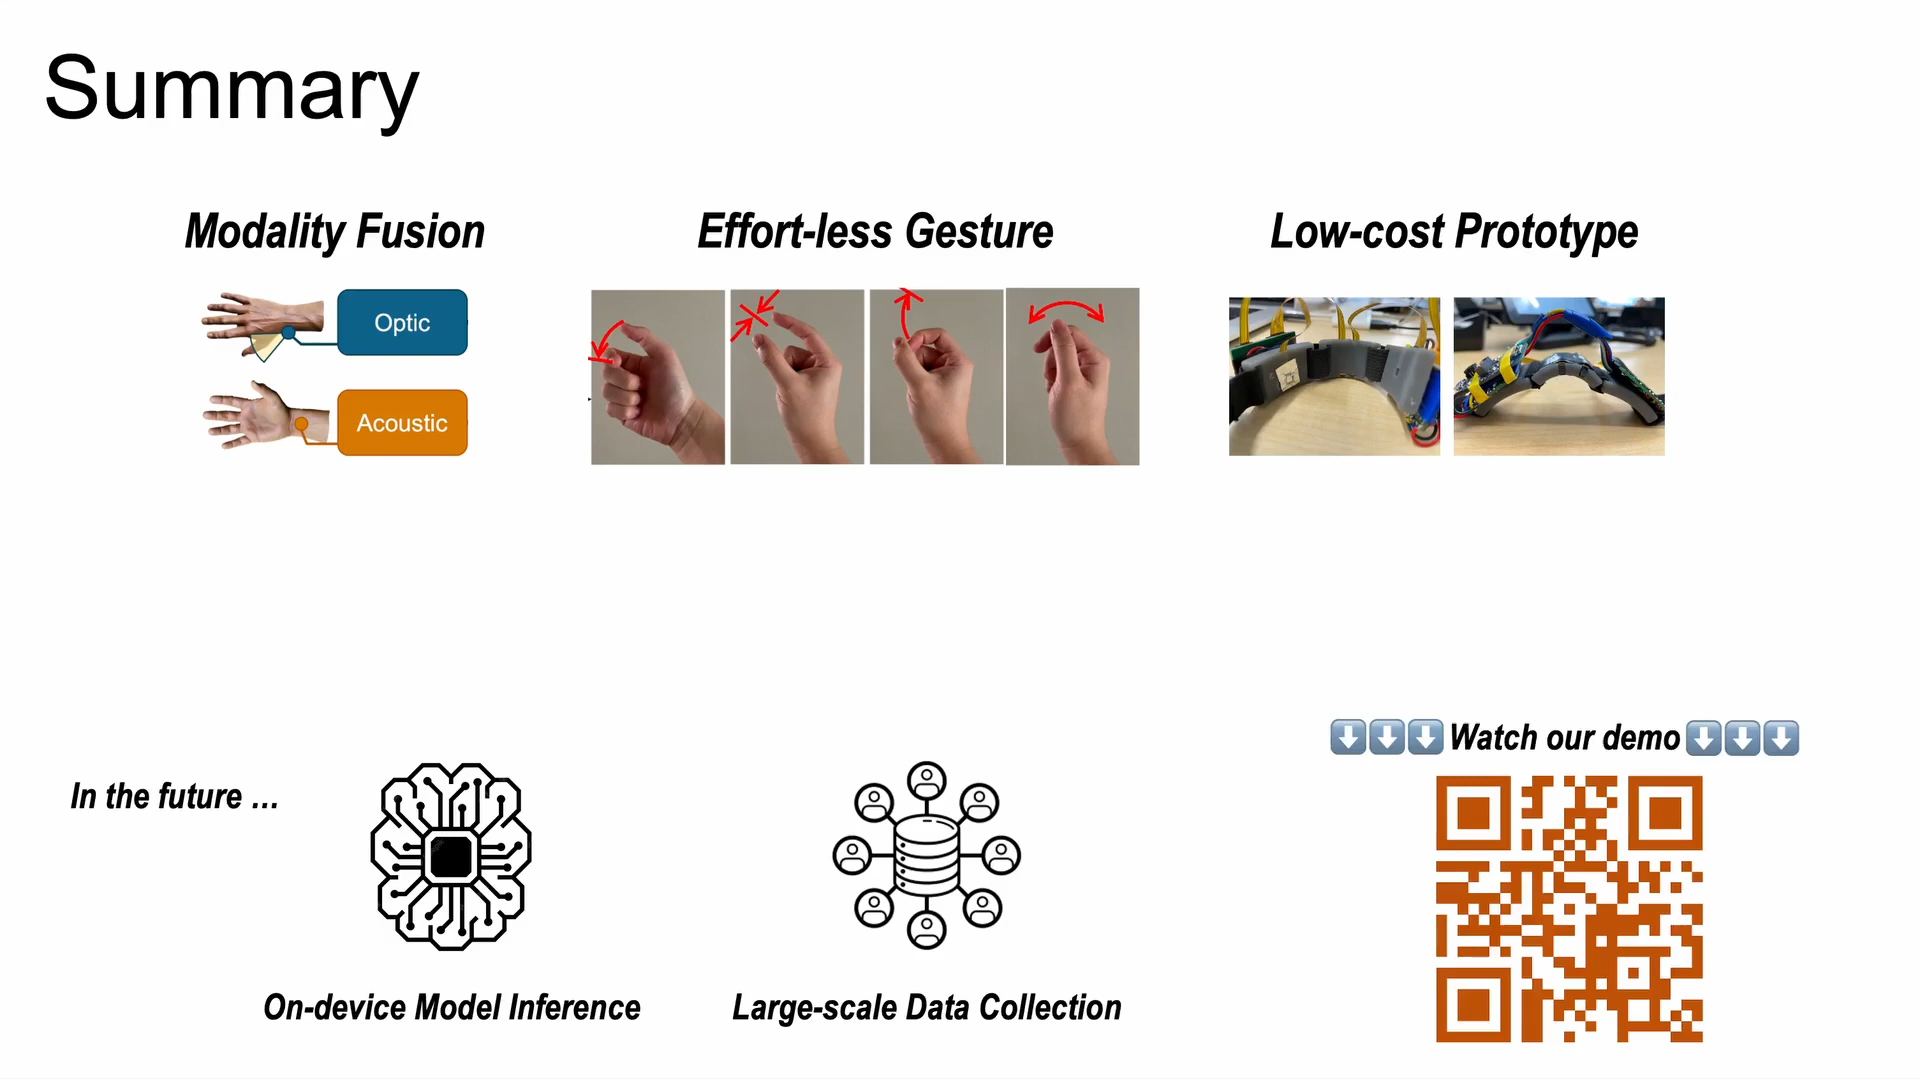 Summary
Modality Fusion
Effort-less Gesture
Low-cost Prototype
Optic
Acoustic
In the future ...
On-device Model Inference
Large-scale Data Collection
Watch our demo